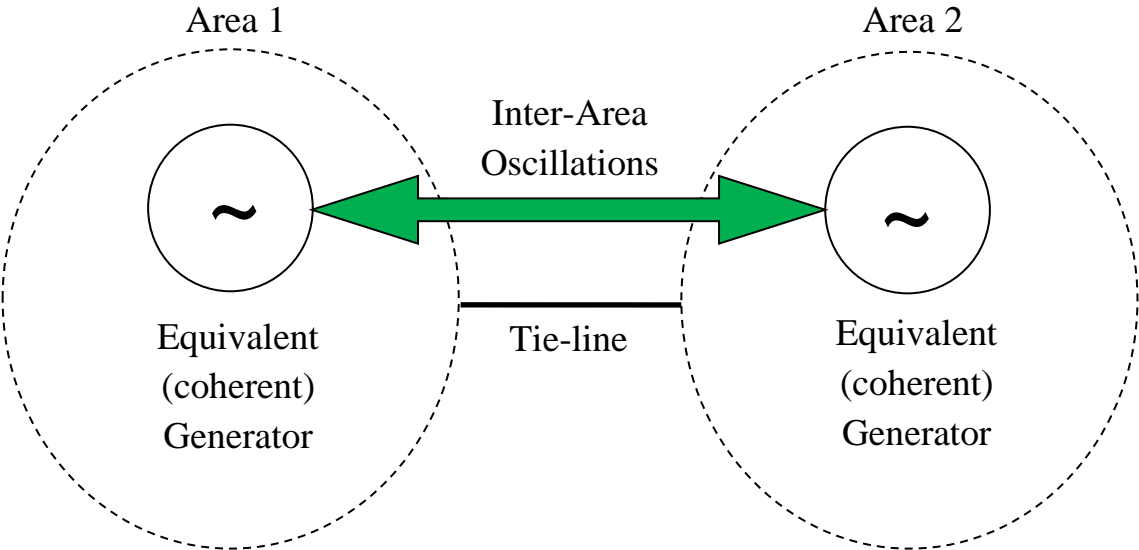 Area 1
Area 2
Inter-Area
Oscillations
~
~
Equivalent
(coherent)
Generator
Tie-line
Equivalent
(coherent)
Generator